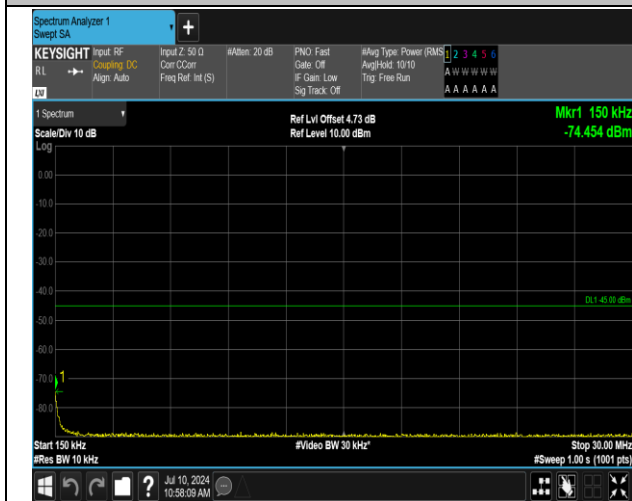 Spectrum Analyzer 1
Swept SA
+
KEYSIGHT Input: RF Input Z: 50 Ω #Atten: 20 dB PNO: Fast #Avg Type: Power (RMS 1 2 3 4 5 6
RL Coupling: DC Corr CCorr Gate: Off Avg|Hold: 10/10 A W W W W W
Align: Auto Freq Ref: Int (S) IF Gain: Low Trig: Free Run
LXI Sig Track: Off A A A A A A
1 Spectrum Ref Lvl Offset 4.73 dB Mkr1 150 kHz
Scale/Div 10 dB Ref Level 10.00 dBm -74.454 dBm
Log
0.00
-10.0
-20.0
-30.0
-40.0
DL1 -45.00 dBm
-50.0
-60.0
-70.0 1
-80.0
Start 150 kHz #Video BW 30 kHz* Stop 30.00 MHz
#Res BW 10 kHz #Sweep 1.00 s (1001 pts)
? Jul 10, 2024
10:58:09 AM